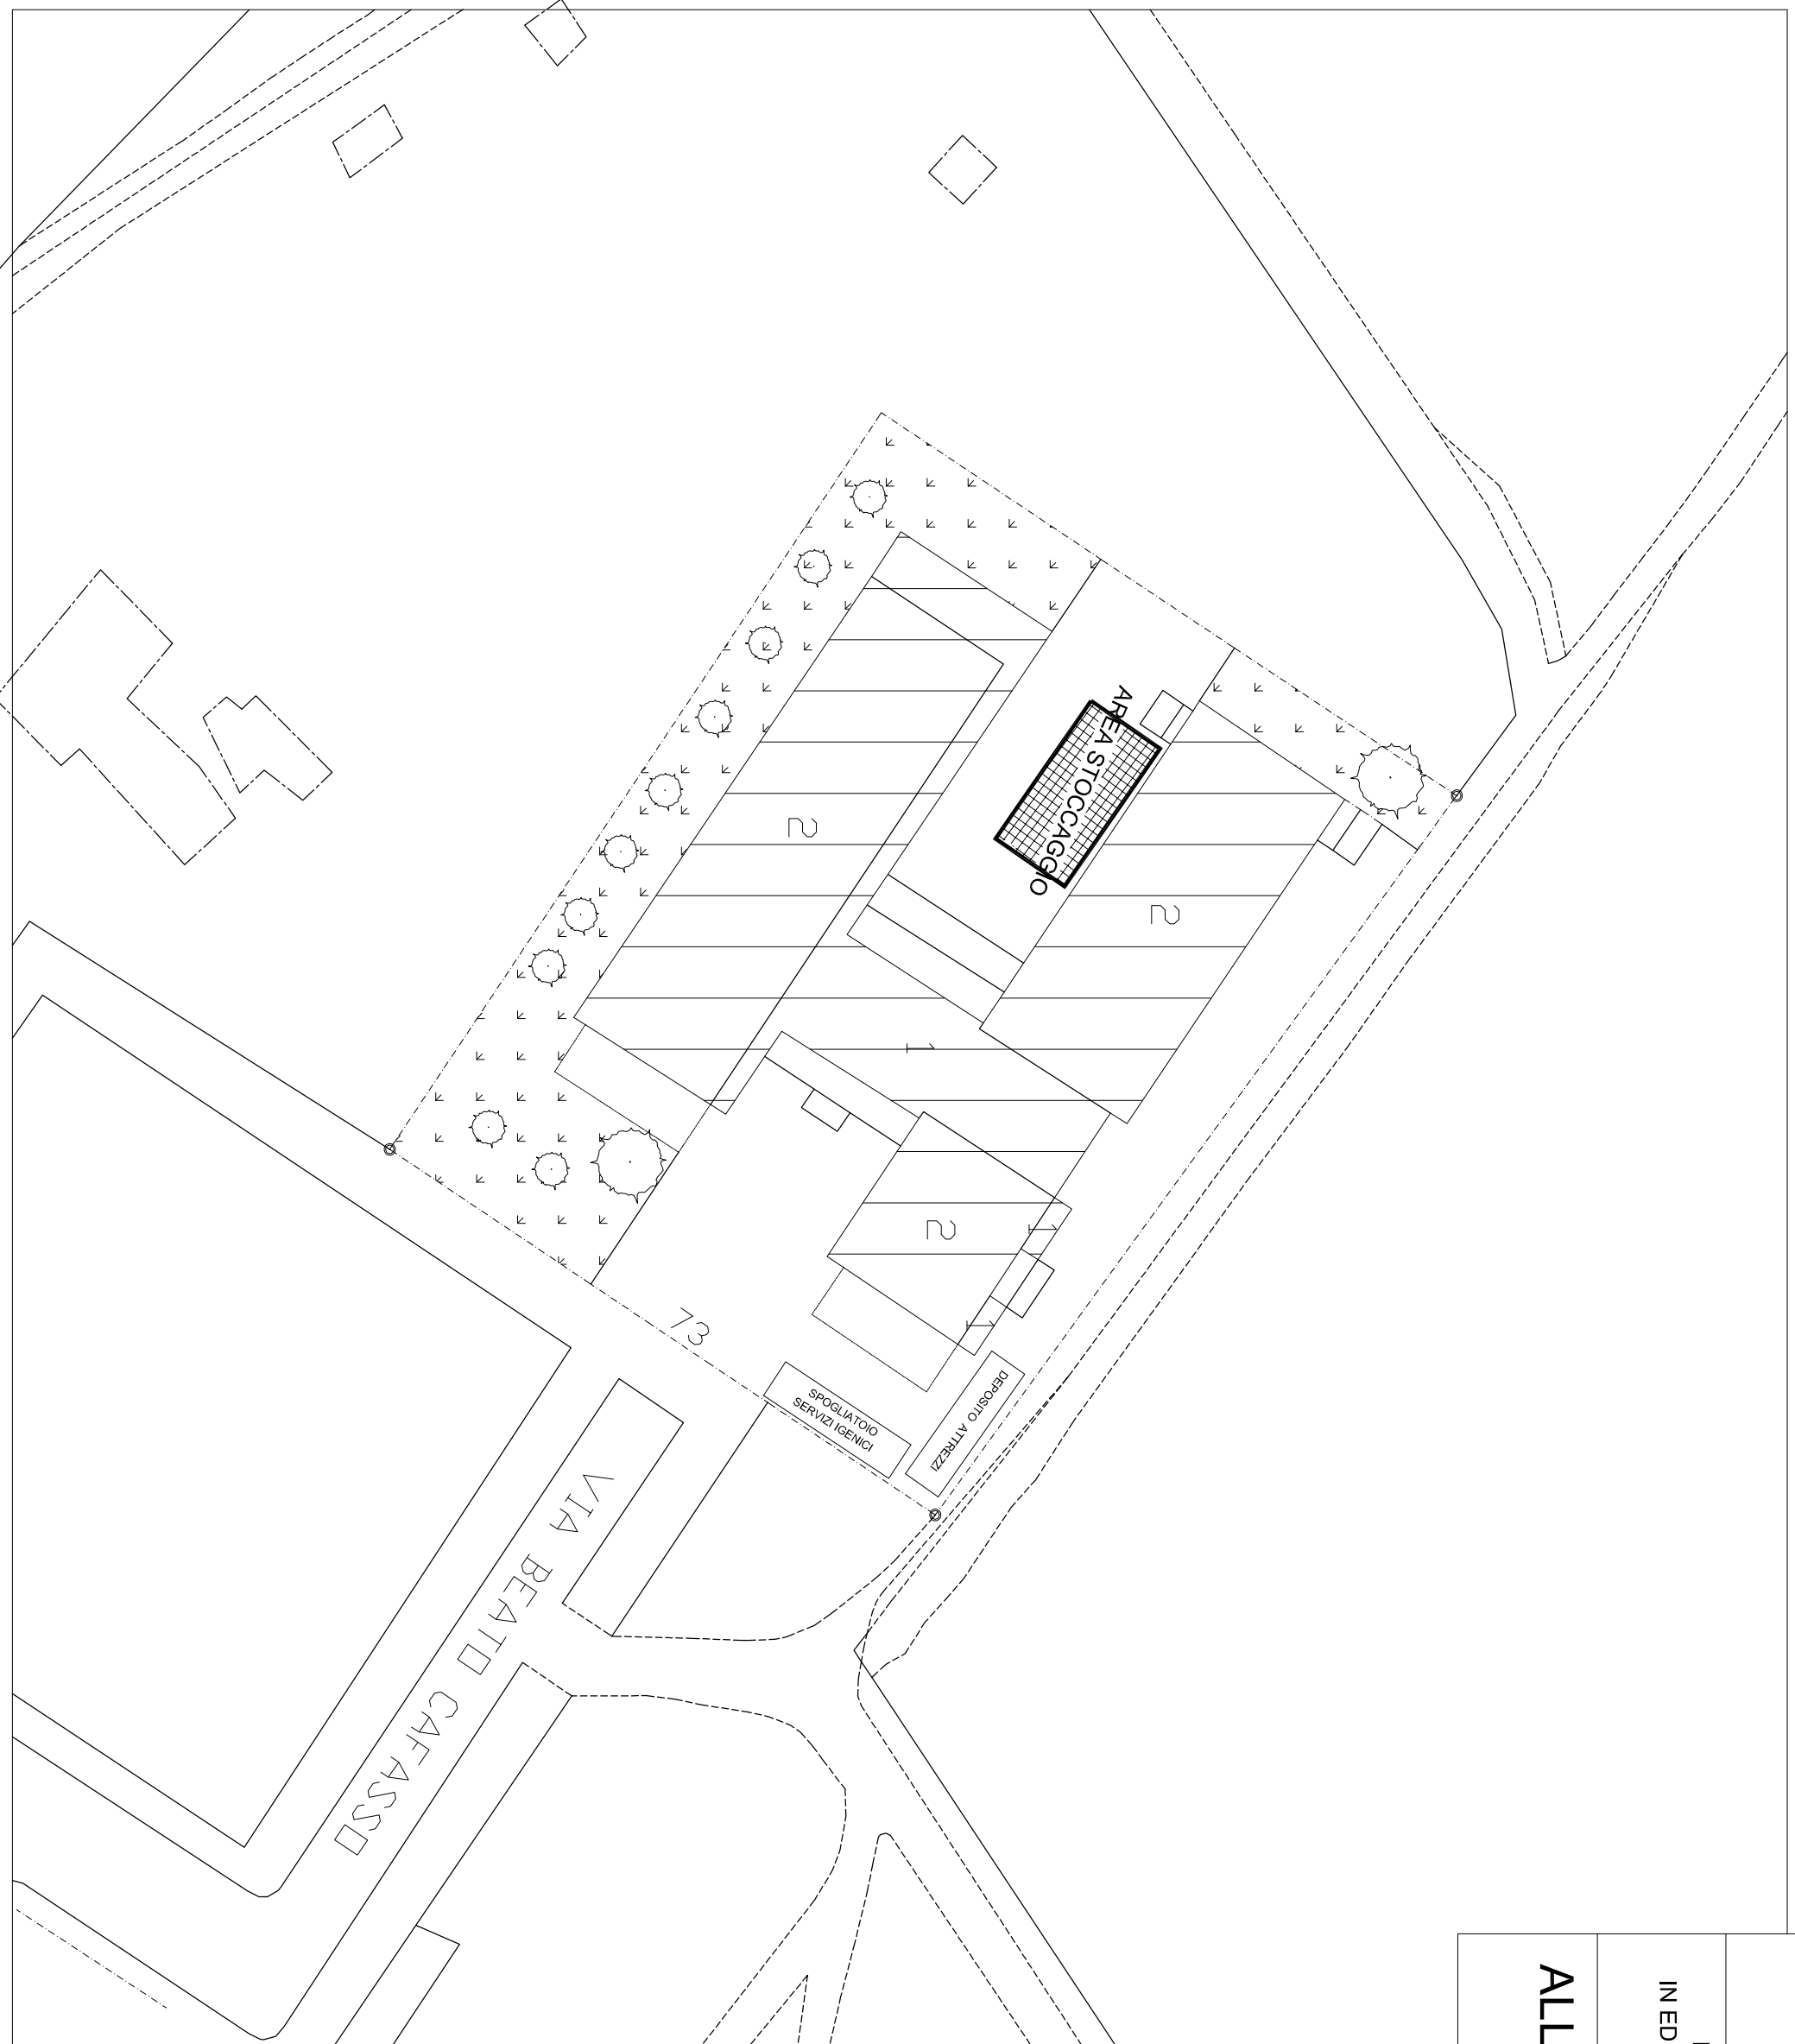 AREA STOCCAGGIO
2
2
1
2
1
1
73
SPOGLIATOIO
SERVIZI IGENICI
DEPOSITO ATTREZZI
VIA BEATO CAFASSO
IN ED
ALL